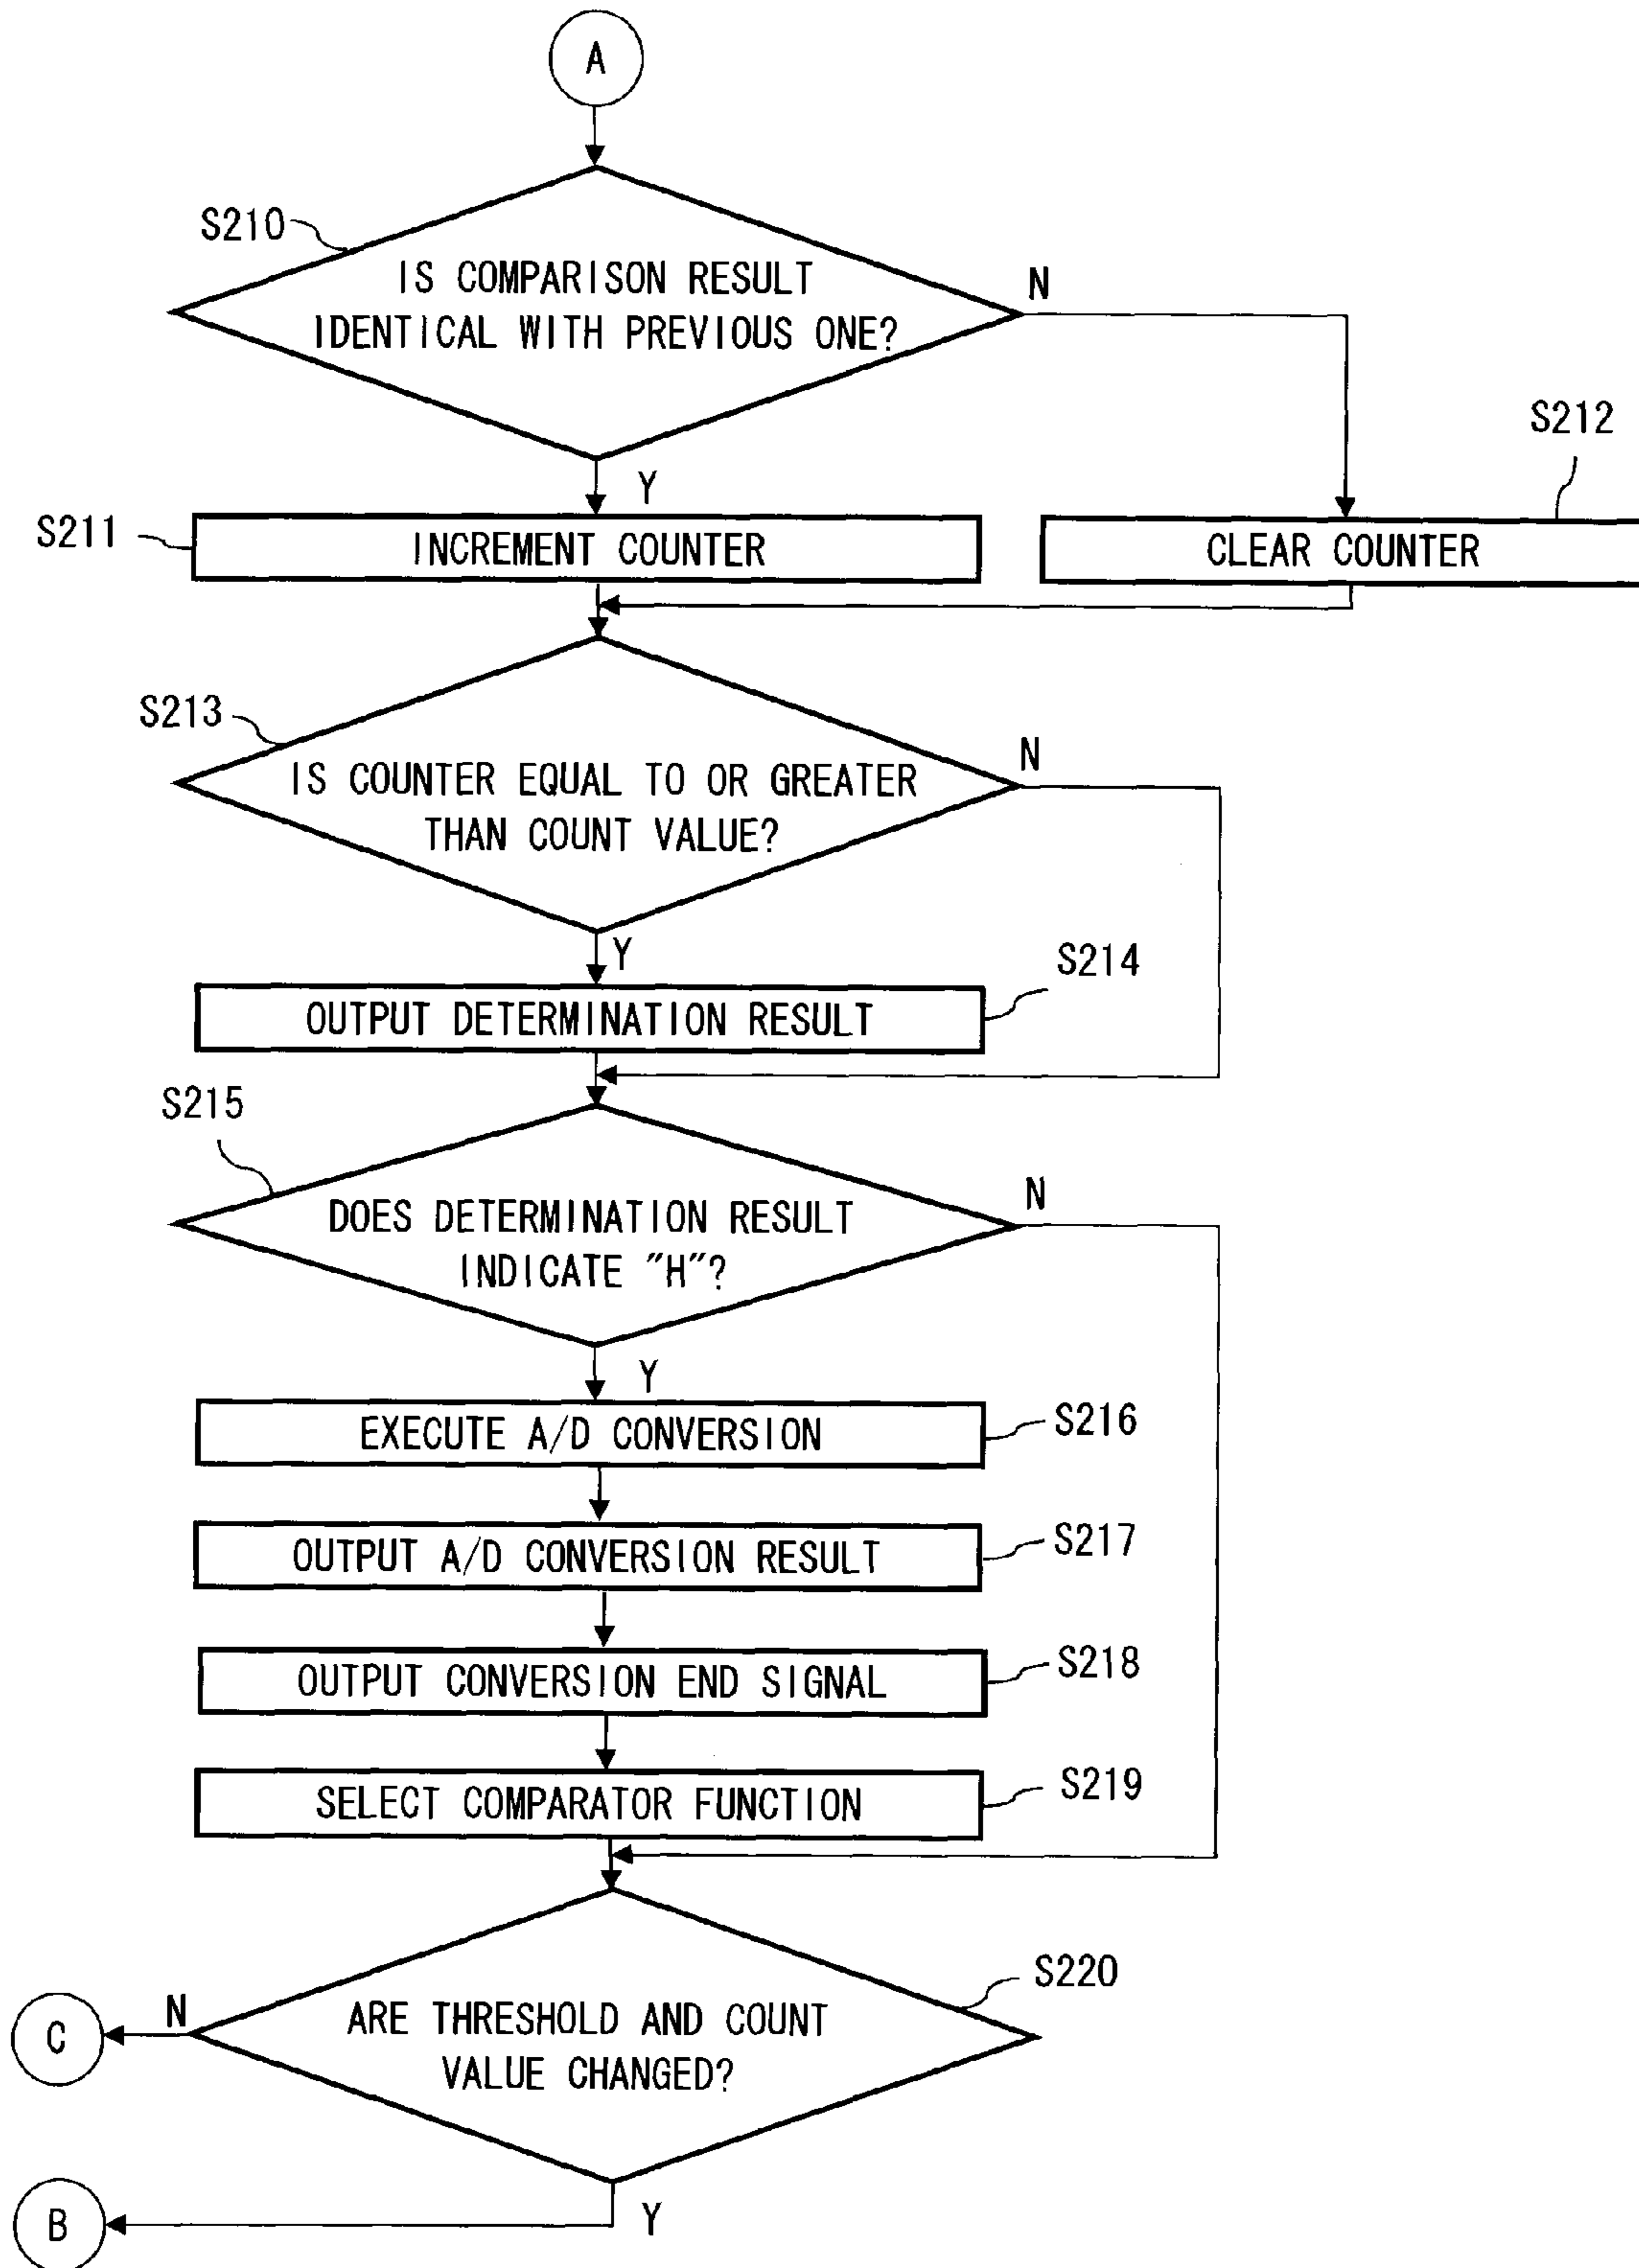 A
S210
IS COMPARISON RESULT
IDENTICAL WITH PREVIOUS ONE?
N
Y
S211
INCREMENT COUNTER
S212
CLEAR COUNTER
S213
IS COUNTER EQUAL TO OR GREATER
THAN COUNT VALUE?
N
Y
S214
OUTPUT DETERMINATION RESULT
S215
DOES DETERMINATION RESULT
INDICATE "H"?
N
Y
EXECUTE A/D CONVERSION
S216
OUTPUT A/D CONVERSION RESULT
S217
OUTPUT CONVERSION END SIGNAL
S218
SELECT COMPARATOR FUNCTION
S219
S220
ARE THRESHOLD AND COUNT
VALUE CHANGED?
N
C
Y
B